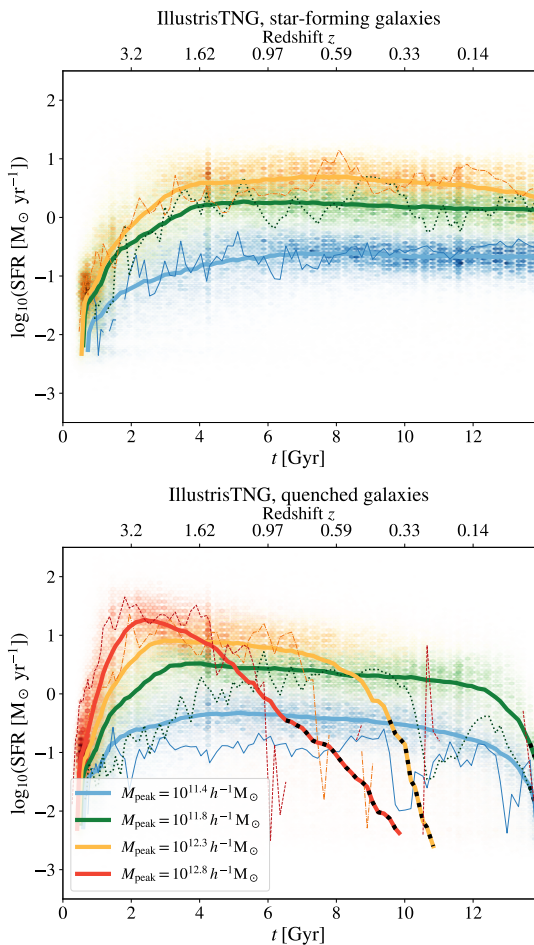 IllustrisTNG, star-forming galaxies
Redshift z
3.2 1.62 0.97 0.59 0.33 0.14
2
1
0
−1
−2
−3
log₁₀(SFR [M⊙ yr⁻¹])
0 2 4 6 8 10 12
t [Gyr]
IllustrisTNG, quenched galaxies
Redshift z
3.2 1.62 0.97 0.59 0.33 0.14
2
1
0
−1
−2
−3
log₁₀(SFR [M⊙ yr⁻¹])
M_peak = 10^11.4 h⁻¹M⊙
M_peak = 10^11.8 h⁻¹M⊙
M_peak = 10^12.3 h⁻¹M⊙
M_peak = 10^12.8 h⁻¹M⊙
0 2 4 6 8 10 12
t [Gyr]